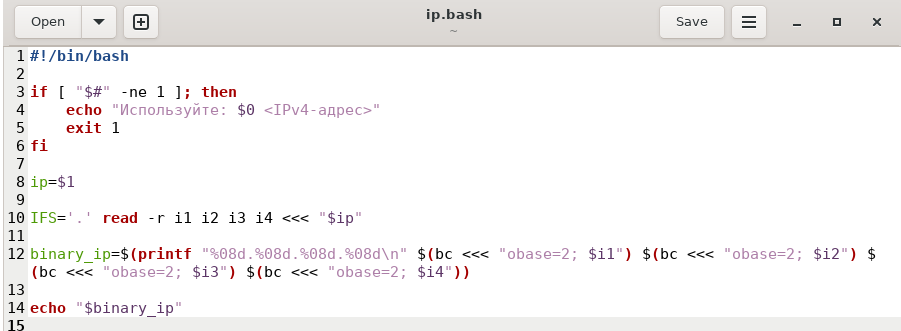 Open
ip.bash
~
Save
1 #!/bin/bash
2
3 if [ "$#" -ne 1 ]; then
4     echo "Используйте: $0 <IPv4-адрес>"
5     exit 1
6 fi
7
8 ip=$1
9
10 IFS='.' read -r i1 i2 i3 i4 <<< "$ip"
11
12 binary_ip=$(printf "%08d.%08d.%08d.%08d\n" $(bc <<< "obase=2; $i1") $(bc <<< "obase=2; $i2") $
(bc <<< "obase=2; $i3") $(bc <<< "obase=2; $i4"))
13
14 echo "$binary_ip"
15